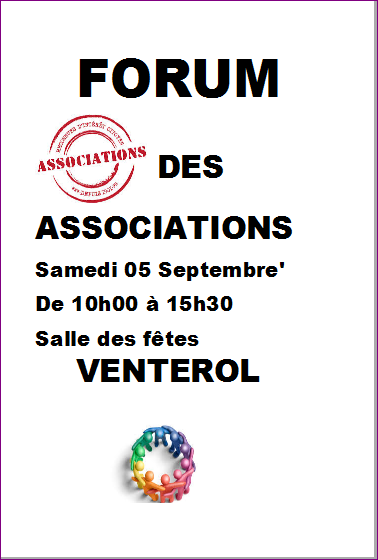 FORUM
ASSOCIATIONS
DES
ASSOCIATIONS
Samedi 05 Septembre'
De 10h00 à 15h30
Salle des fêtes
VENTEROL